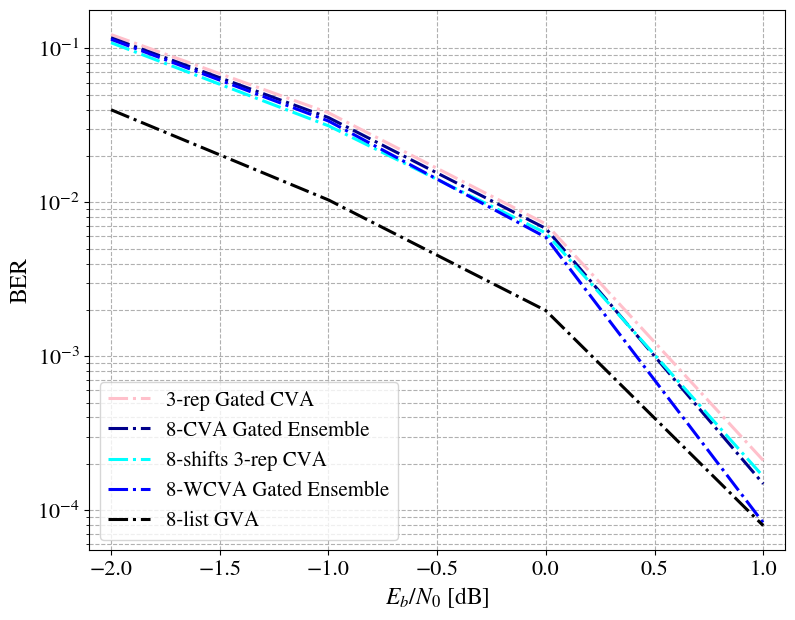 10⁻¹
10⁻²
10⁻³
10⁻⁴
BER
3-rep Gated CVA
8-CVA Gated Ensemble
8-shifts 3-rep CVA
8-WCVA Gated Ensemble
8-list GVA
−2.0 −1.5 −1.0 −0.5 0.0 0.5 1.0
E_b/N_0 [dB]